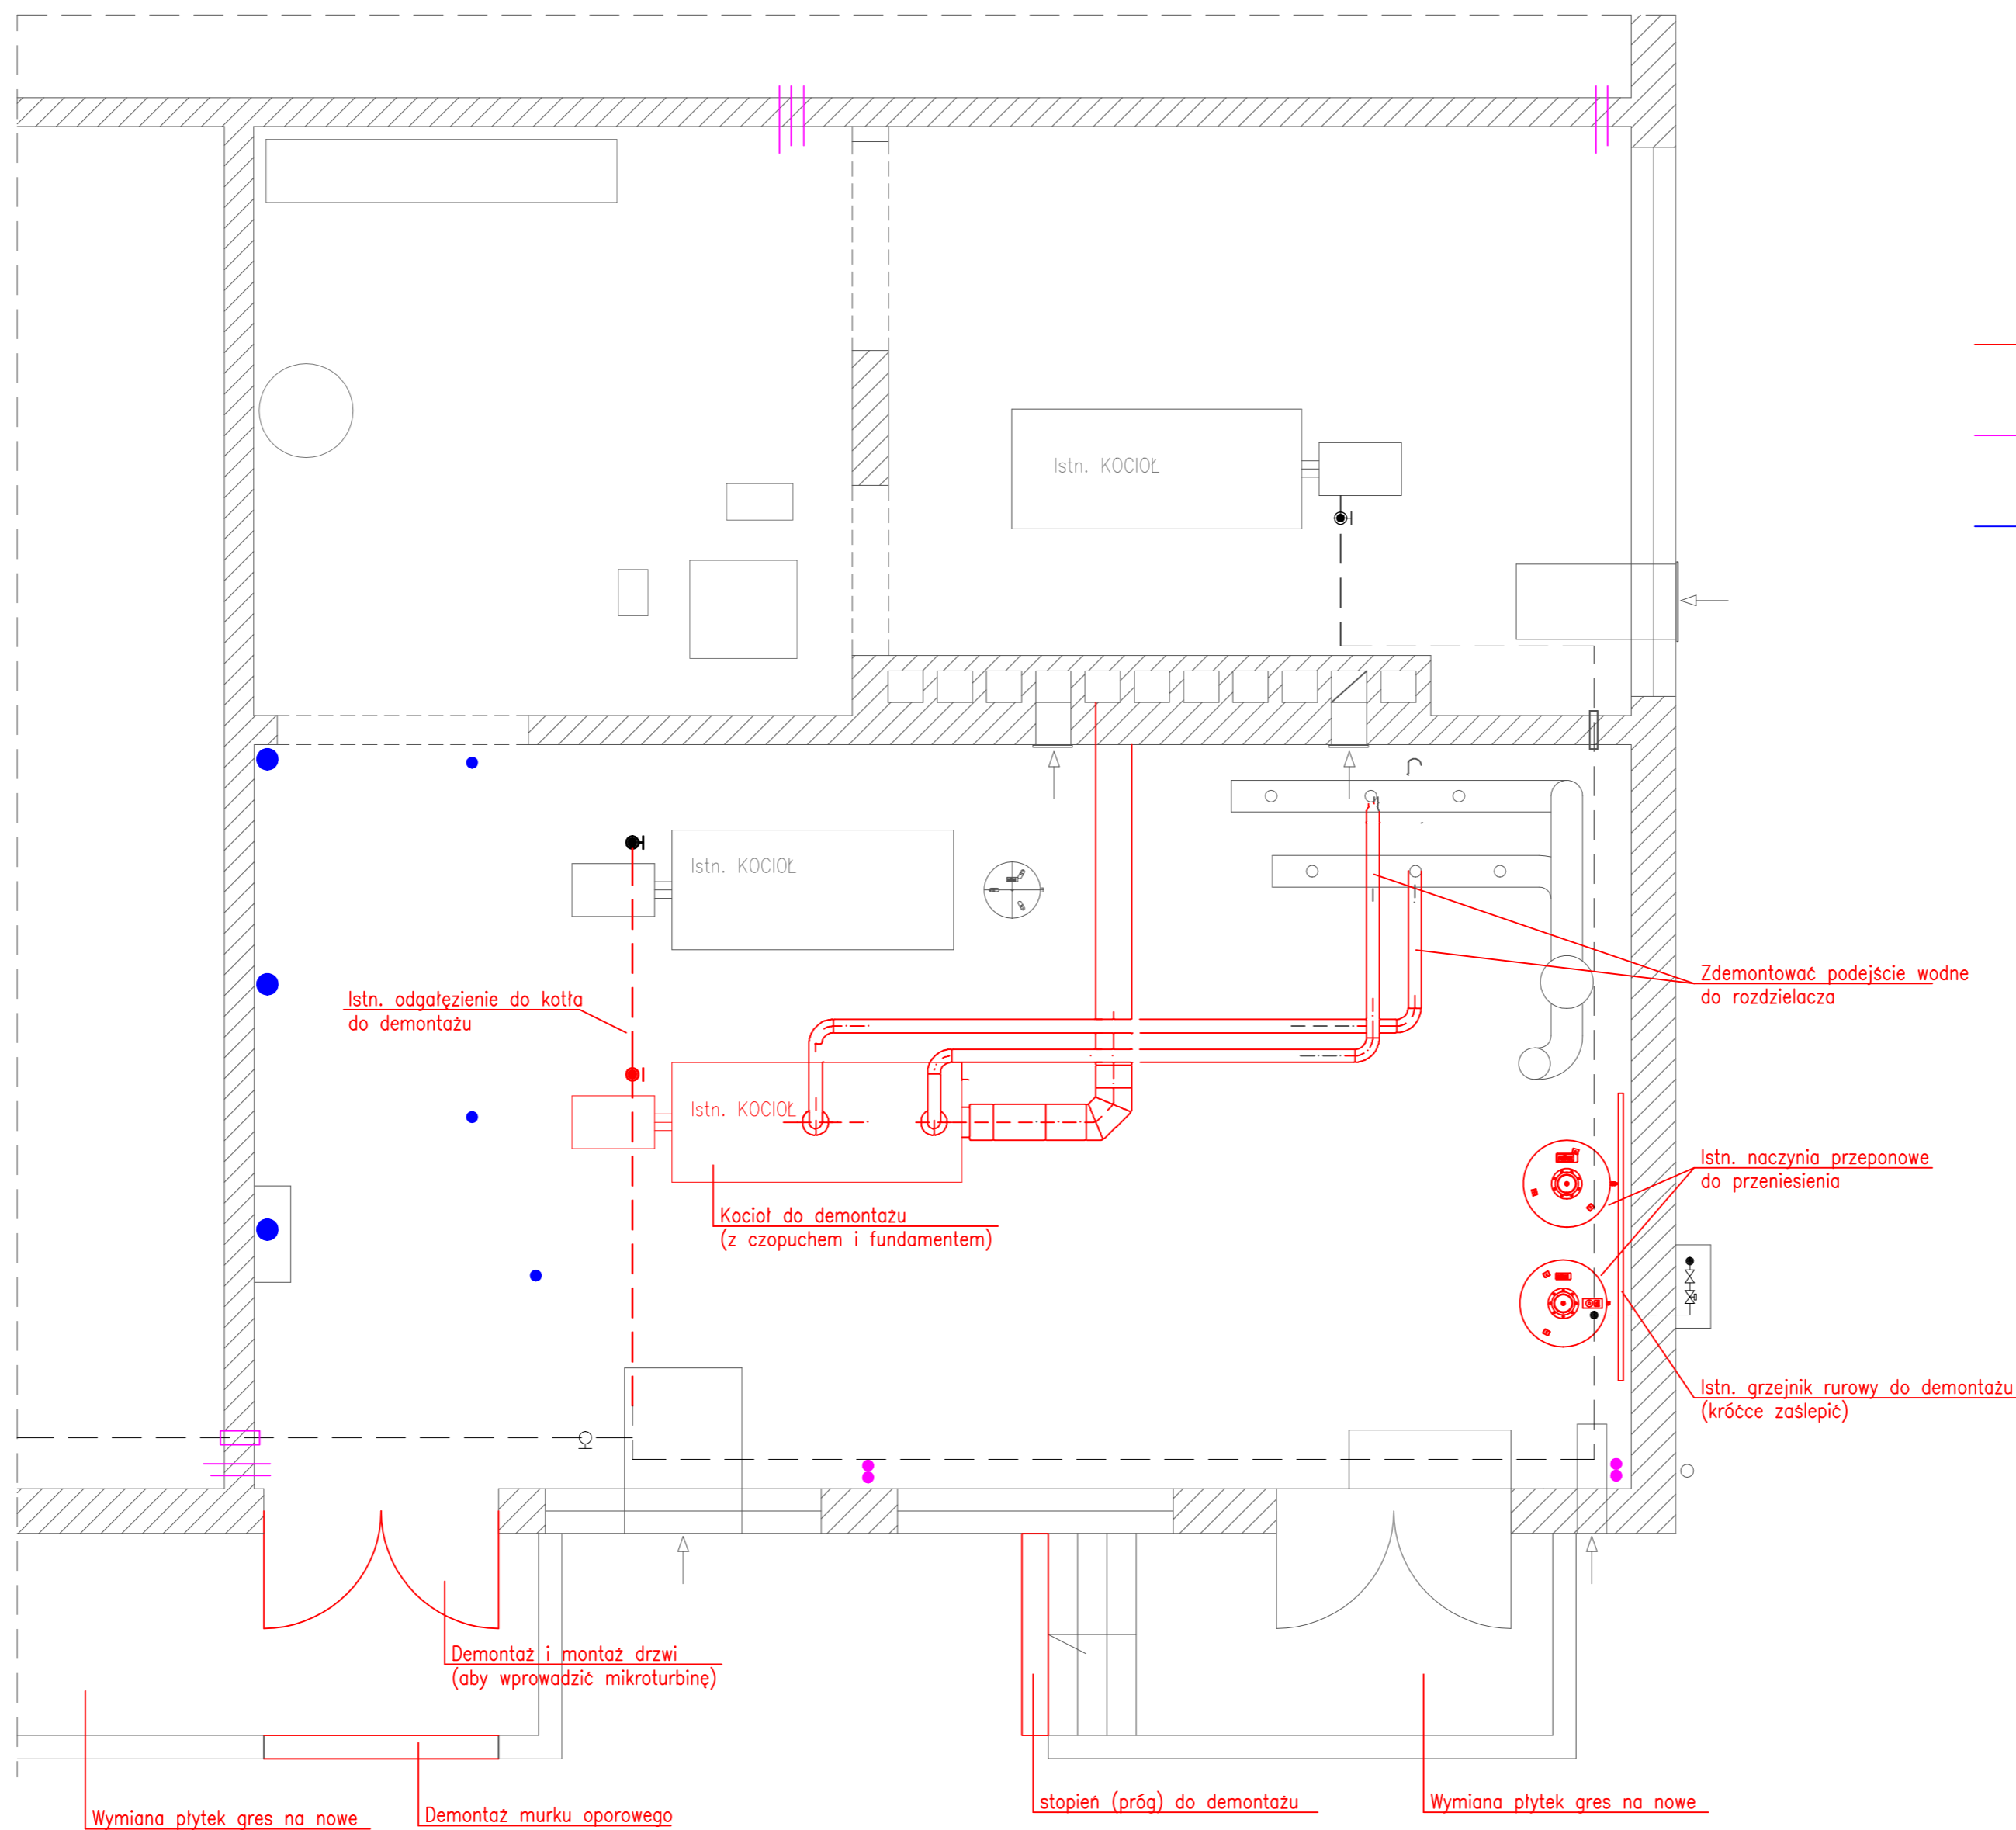 Istn. KOCIOŁ
Istn. KOCIOŁ
Zdemontować podejście wodne
do rozdzielacza
Istn. odgałęzienie do kotła
do demontażu
Istn. KOCIOŁ
Istn. naczynia przeponowe
do przeniesienia
Kocioł do demontażu
(z czopuchem i fundamentem)
Istn. grzejnik rurowy do demontażu
(króćce zaślepić)
Demontaż i montaż drzwi
(aby wprowadzić mikroturbinę)
Wymiana płytek gres na nowe
Demontaż murku oporowego
stopień (próg) do demontażu
Wymiana płytek gres na nowe